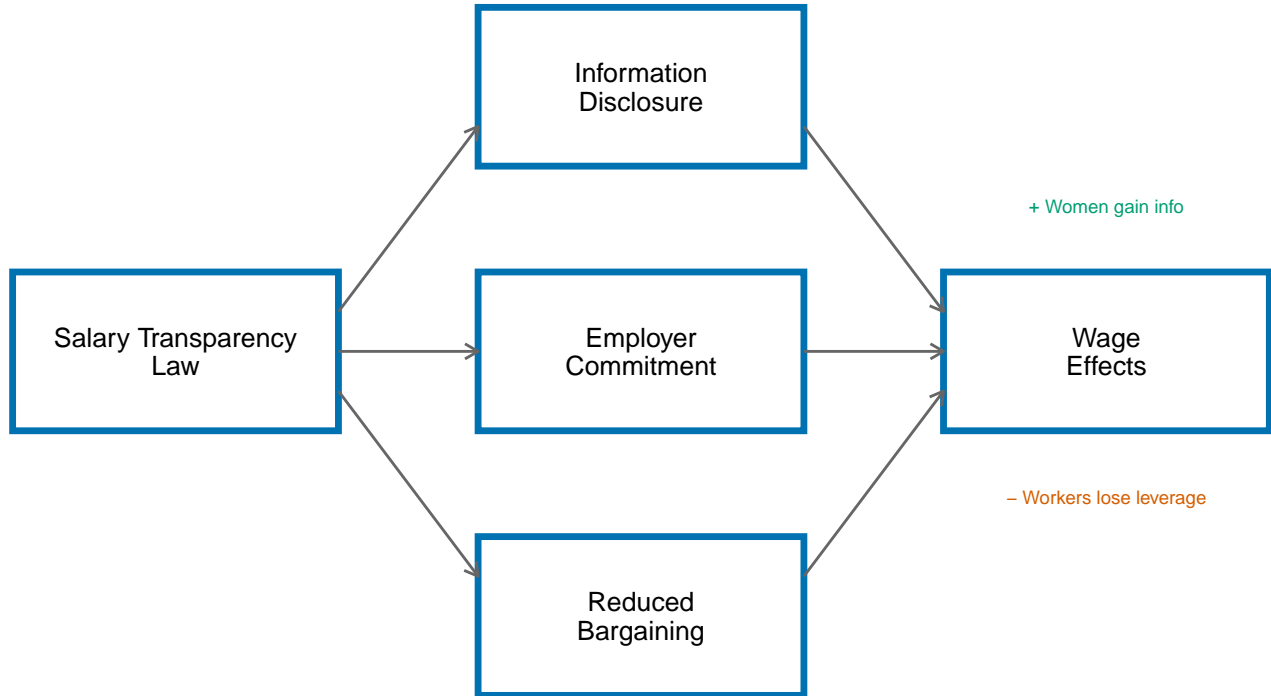 Information
Disclosure
+ Women gain info
Salary Transparency
Law
Employer
Commitment
Wage
Effects
– Workers lose leverage
Reduced
Bargaining